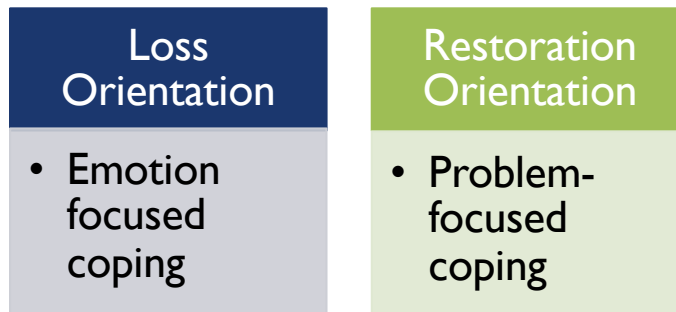 Loss
Orientation
• Emotion
focused
coping
Restoration
Orientation
• Problem-
focused
coping